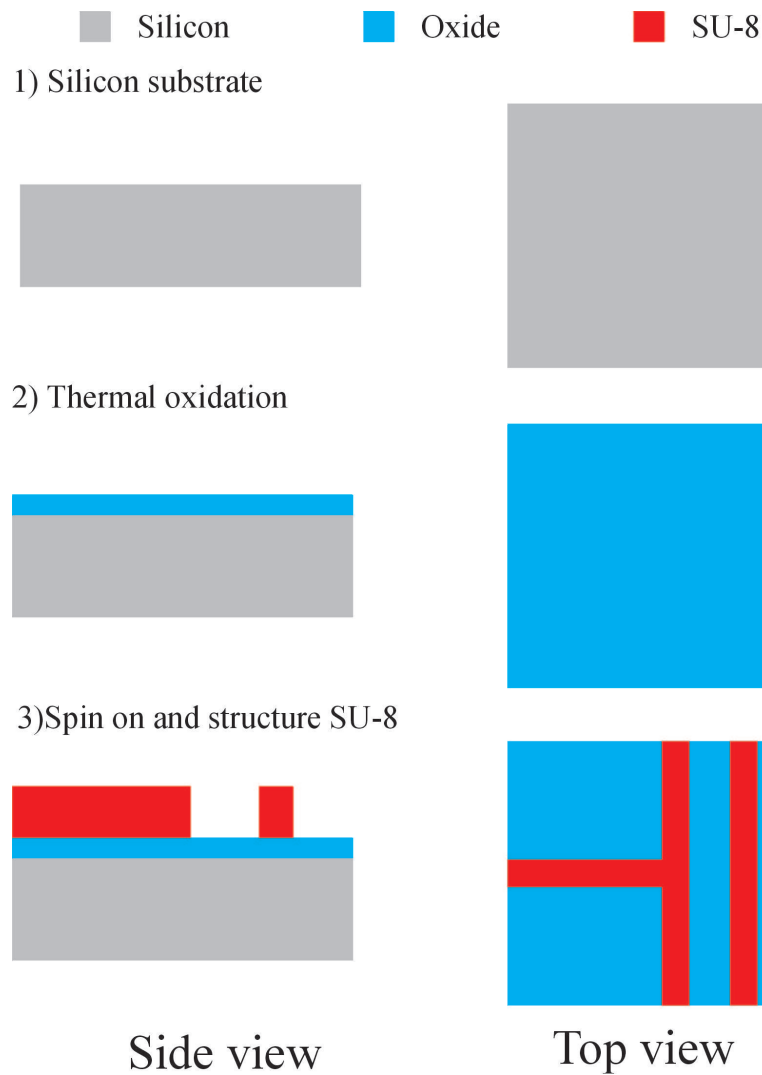 Silicon Oxide SU-8
1) Silicon substrate
2) Thermal oxidation
3)Spin on and structure SU-8
Side view Top view